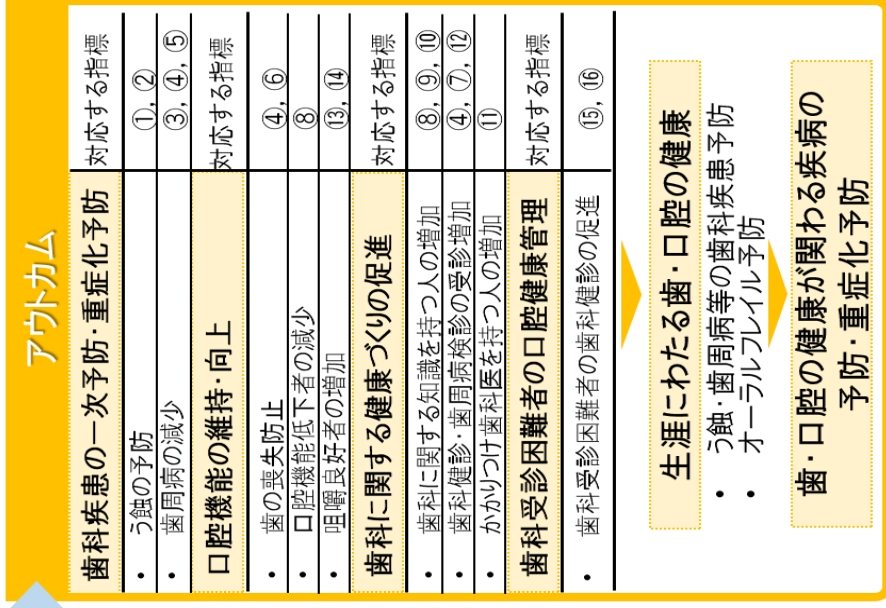 アウトカム
歯科疾患の一次予防・重症化予防 対応する指標
• う蝕の予防 ①, ②
• 歯周病の減少 ③, ④, ⑤
口腔機能の維持・向上 対応する指標
• 歯の喪失防止 ④, ⑥
• 口腔機能低下者の減少 ⑧
• 咀嚼良好者の増加 ⑬, ⑭
歯科に関する健康づくりの促進 対応する指標
• 歯科に関する知識を持つ人の増加 ⑧, ⑨, ⑩
• 歯科健診・歯周病検診の受診増加 ④, ⑦, ⑫
• かかりつけ歯科医を持つ人の増加 ⑪
歯科受診困難者の口腔健康管理 対応する指標
• 歯科受診困難者の歯科健診の促進 ⑮, ⑯
生涯にわたる歯・口腔の健康
• う蝕・歯周病等の歯科疾患予防
• オーラルフレイル予防
歯・口腔の健康が関わる疾病の
予防・重症化予防